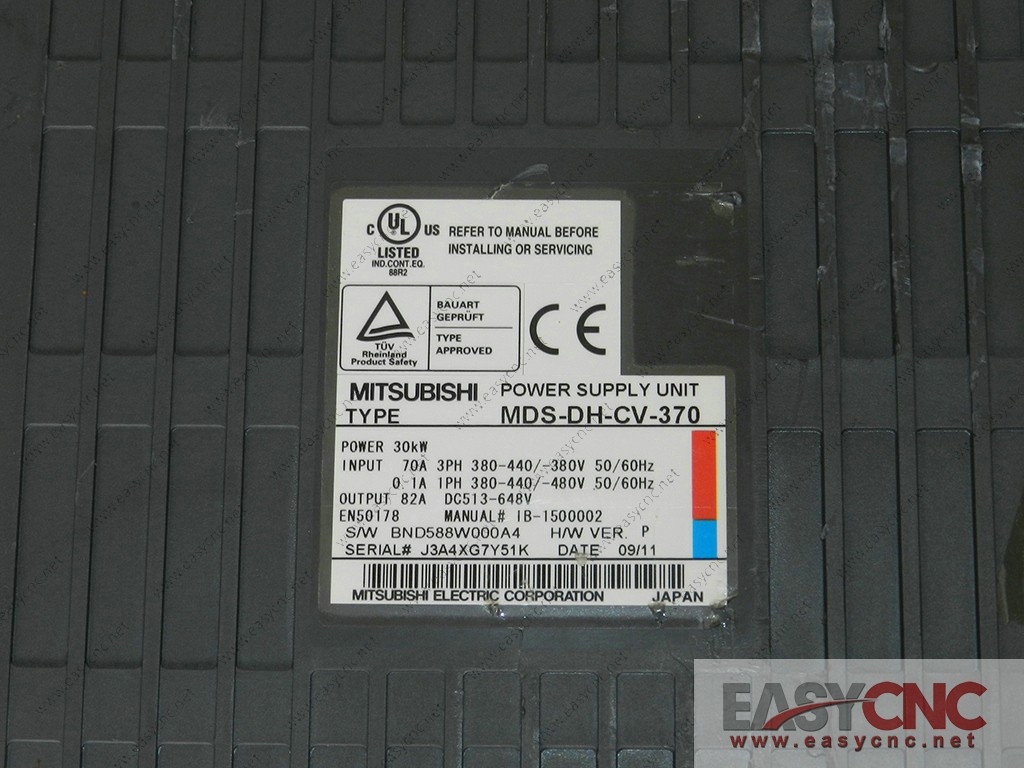 C UL US
LISTED
IND.CONT.EQ.
88R2
REFER TO MANUAL BEFORE
INSTALLING OR SERVICING
TÜV
Rheinland
Product Safety
BAUART
GEPRÜFT
TYPE
APPROVED
CE
MITSUBISHI POWER SUPPLY UNIT
TYPE MDS-DH-CV-370
POWER 30kW
INPUT 70A 3PH 380-440/-380V 50/60Hz
0.1A 1PH 380-440/-480V 50/60Hz
OUTPUT 82A DC513-648V
EN50178 MANUAL# IB-1500002
S/W BND588W000A4 H/W VER. P
SERIAL# J3A4XG7Y51K DATE 09/11
MITSUBISHI ELECTRIC CORPORATION JAPAN
EASYCNC
www.easycnc.net